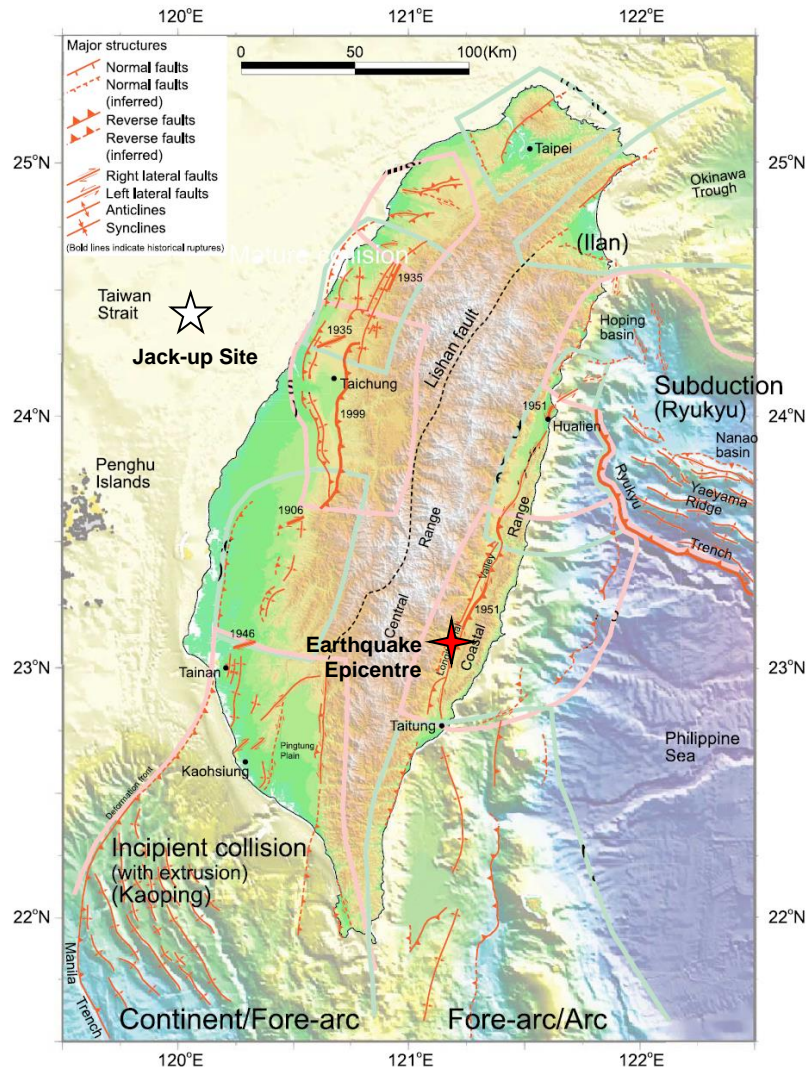 120°E
121°E
122°E
Major structures
Normal faults
Normal faults
(inferred)
Reverse faults
Reverse faults
(inferred)
Right lateral faults
Left lateral faults
Anticlines
Synclines
(Bold lines indicate historical ruptures)
0
50
100(Km)
25°N
25°N
Taipei
Okinawa
Trough
(Ilan)
Mature collision
Taiwan
Strait
1935
Hoping
basin
Jack-up Site
1935
Lishan fault
Taichung
Subduction
(Ryukyu)
24°N
24°N
1951
Hualien
1999
Nanao
basin
Penghu
Islands
Ryukyu
Yaeyama
Ridge
1906
Range
Range
Trench
Valley
1951
Central
1946
Earthquake
Epicentre
Coastal
23°N
23°N
Tainan
Taitung
Philippine
Sea
Pingtung
Plain
Kaohsiung
Deformation front
Incipient collision
(with extrusion)
(Kaoping)
22°N
22°N
Manila
Trench
Continent/Fore-arc
Fore-arc/Arc
120°E
121°E
122°E